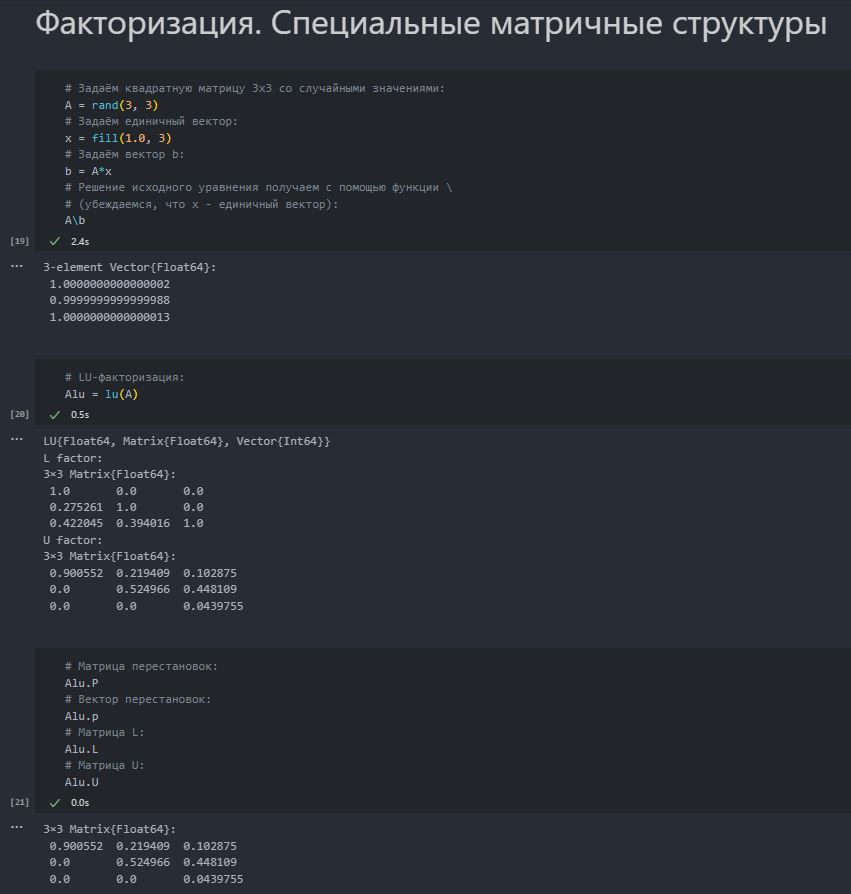 Факторизация. Специальные матричные структуры
# Задаём квадратную матрицу 3x3 со случайными значениями:
A = rand(3, 3)
# Задаём единичный вектор:
x = fill(1.0, 3)
# Задаём вектор b:
b = A*x
# Решение исходного уравнения получаем с помощью функции \
# (убеждаемся, что x - единичный вектор):
A\b
[19] ✓ 2.4s
... 3-element Vector{Float64}:
1.0000000000000002
0.9999999999999988
1.0000000000000013
# LU-факторизация:
Alu = lu(A)
[20] ✓ 0.5s
... LU{Float64, Matrix{Float64}, Vector{Int64}}
L factor:
3×3 Matrix{Float64}:
1.0 0.0 0.0
0.275261 1.0 0.0
0.422045 0.394016 1.0
U factor:
3×3 Matrix{Float64}:
0.900552 0.219409 0.102875
0.0 0.524966 0.448109
0.0 0.0 0.0439755
# Матрица перестановок:
Alu.P
# Вектор перестановок:
Alu.p
# Матрица L:
Alu.L
# Матрица U:
Alu.U
[21] ✓ 0.0s
... 3×3 Matrix{Float64}:
0.900552 0.219409 0.102875
0.0 0.524966 0.448109
0.0 0.0 0.0439755